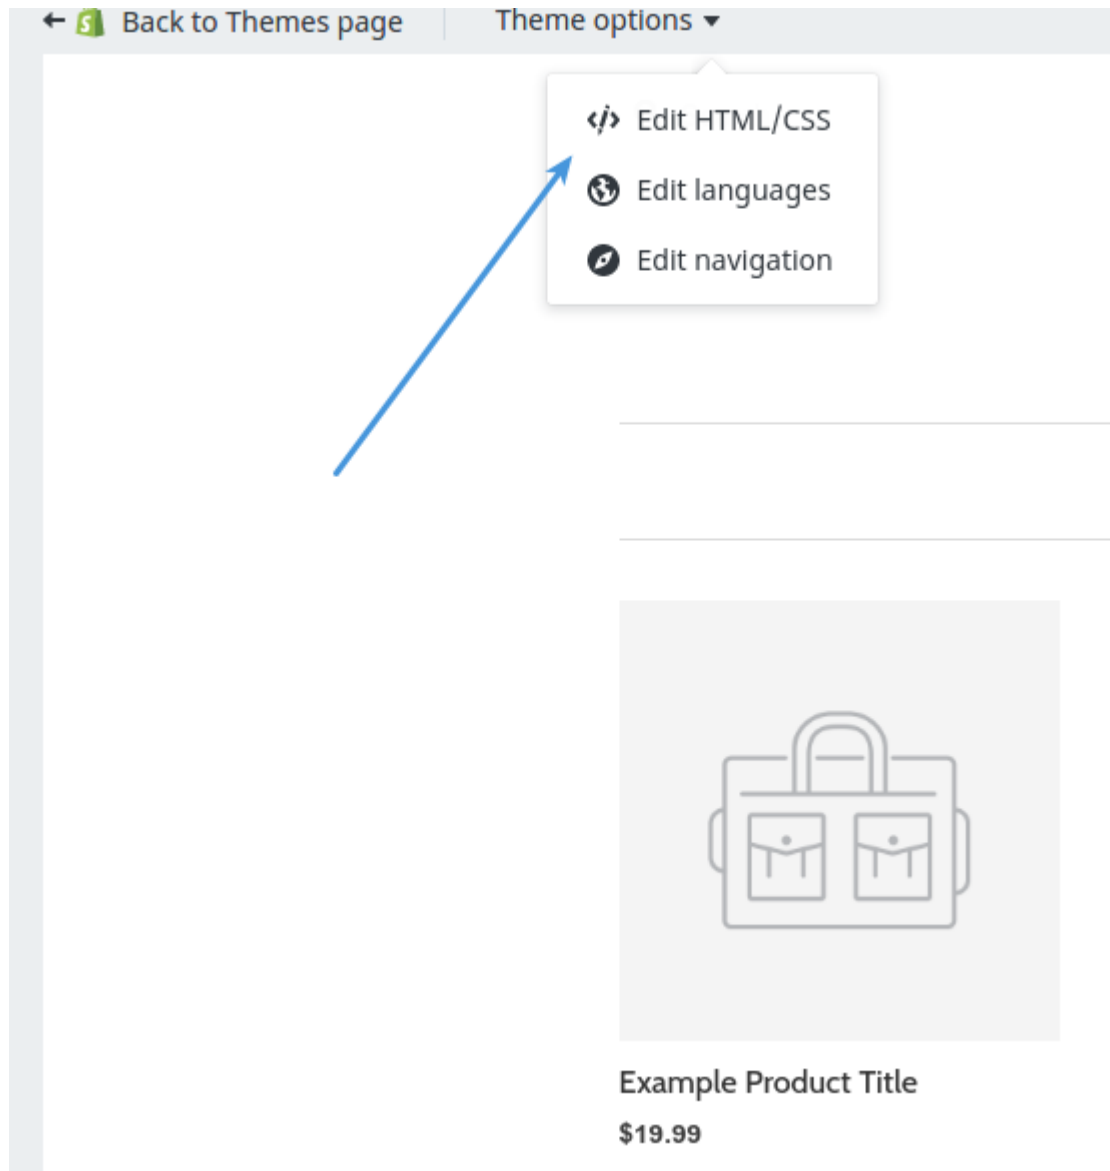 Back to Themes page
Theme options
Edit HTML/CSS
Edit languages
Edit navigation
Example Product Title
$19.99